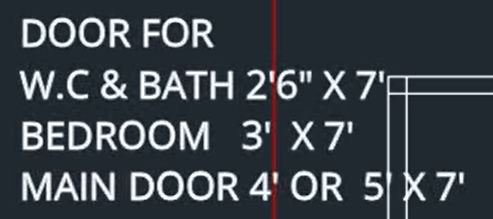 DOOR FOR
W.C & BATH 2'6" X 7'
BEDROOM 3' X 7'
MAIN DOOR 4' OR 5' X 7'